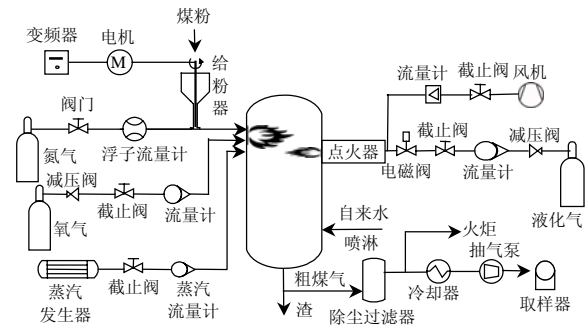 煤粉
变频器
电机
M
给
粉
器
阀门
氮气
浮子流量计
减压阀
氧气
截止阀
流量计
蒸汽
发生器
截止阀
蒸汽
流量计
流量计
截止阀
风机
点火器
截止阀
减压阀
电磁阀
流量计
液化气
自来水
喷淋
粗煤气
渣
除尘过滤器
火炬
抽气泵
冷却器
取样器